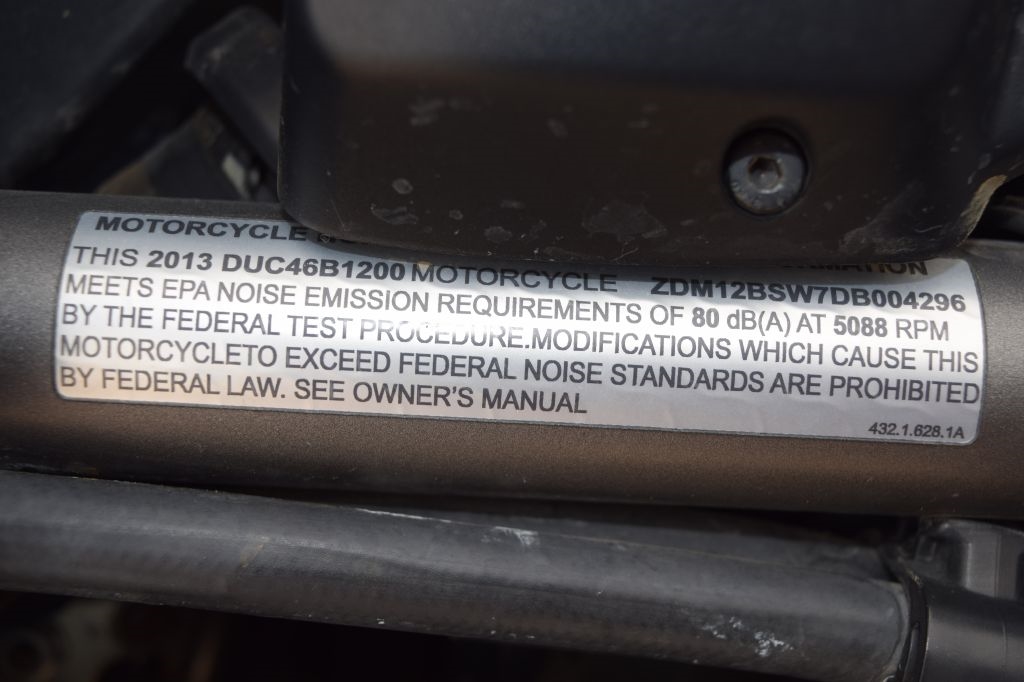 MOTORCYCLE
THIS 2013 DUC46B1200 MOTORCYCLE ZDM12BSW7DB004296
MEETS EPA NOISE EMISSION REQUIREMENTS OF 80 dB(A) AT 5088 RPM
BY THE FEDERAL TEST PROCEDURE.MODIFICATIONS WHICH CAUSE THIS
MOTORCYCLETO EXCEED FEDERAL NOISE STANDARDS ARE PROHIBITED
BY FEDERAL LAW. SEE OWNER'S MANUAL
432.1.628.1A